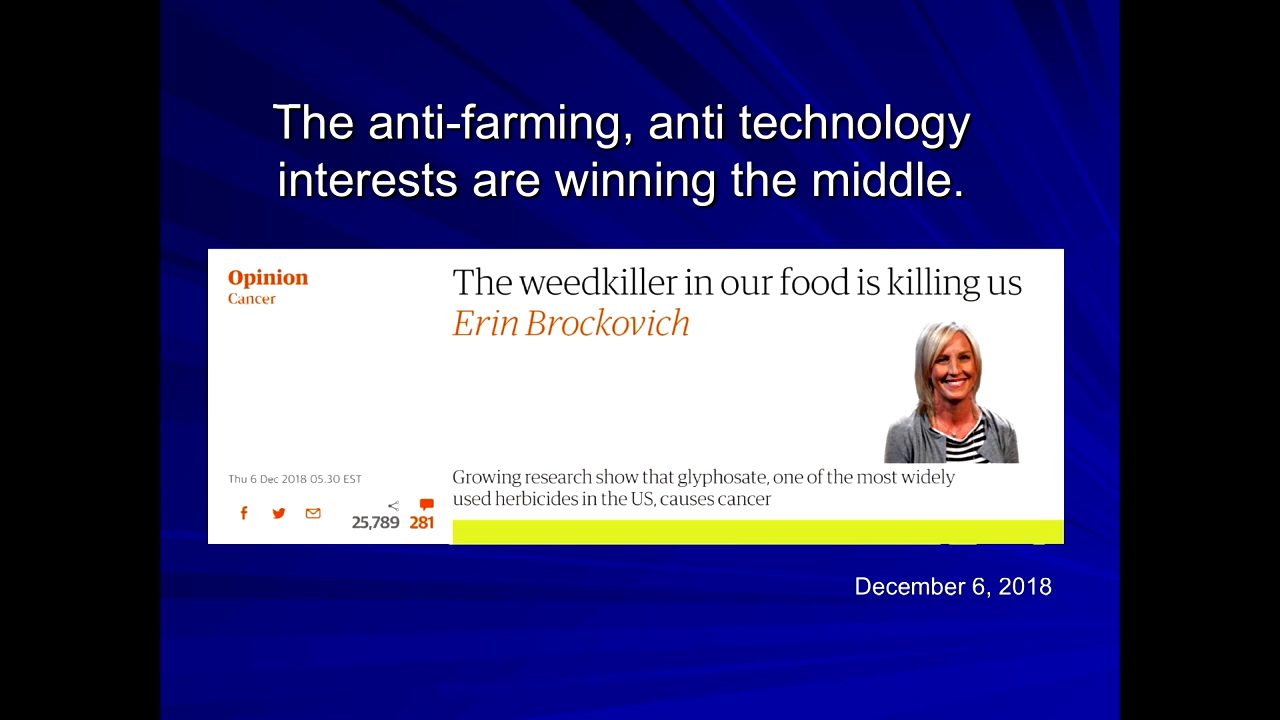 The anti-farming, anti technology
interests are winning the middle.
Opinion
Cancer
The weedkiller in our food is killing us
Erin Brockovich
Thu 6 Dec 2018 05.30 EST
25,789 281
Growing research show that glyphosate, one of the most widely
used herbicides in the US, causes cancer
December 6, 2018